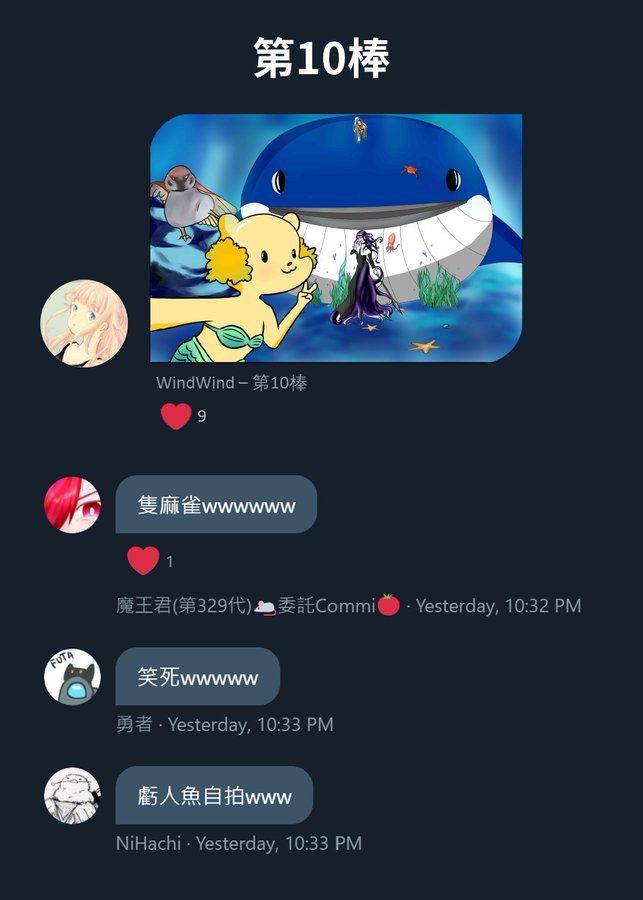 第10棒
WindWind – 第10棒
9
隻麻雀wwwwww
1
魔王君(第329代)🐁委託Commi🍅 · Yesterday, 10:32 PM
FUTA
笑死wwwww
勇者 · Yesterday, 10:33 PM
虧人魚自拍www
NiHachi · Yesterday, 10:33 PM